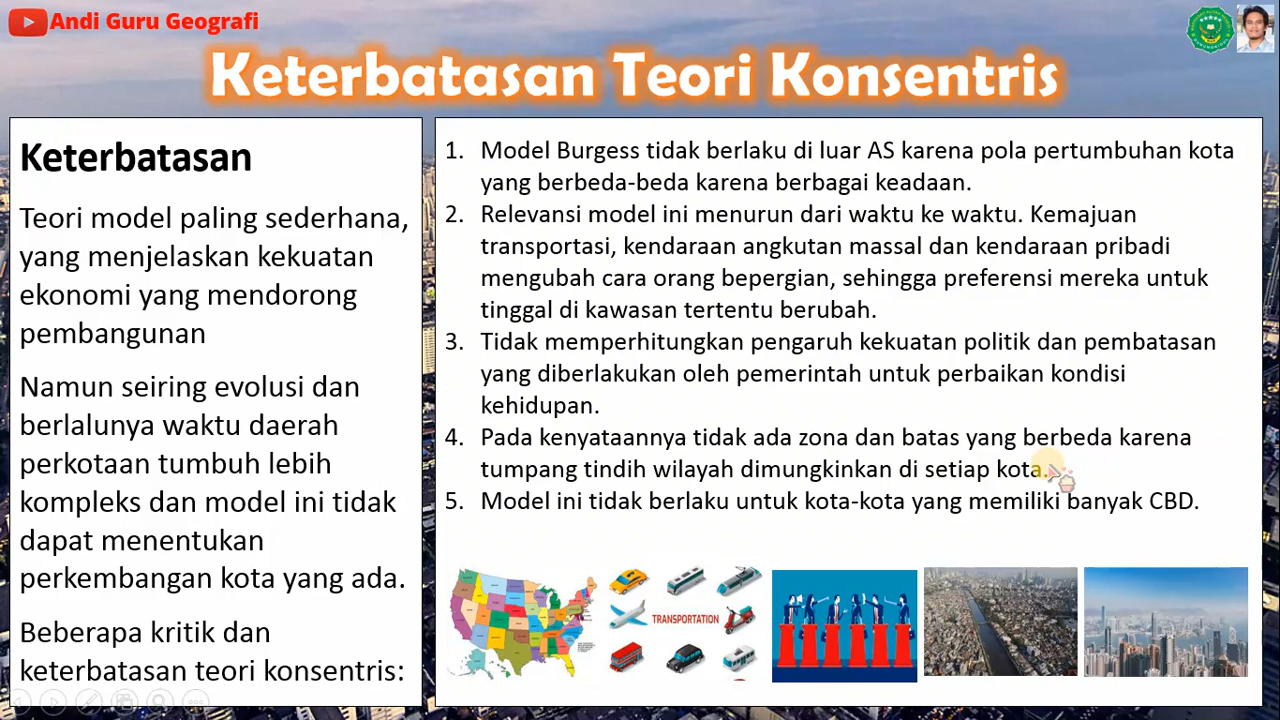 Andi Guru Geografi
Keterbatasan Teori Konsentris
Keterbatasan
Teori model paling sederhana,
yang menjelaskan kekuatan
ekonomi yang mendorong
pembangunan
Namun seiring evolusi dan
berlalunya waktu daerah
perkotaan tumbuh lebih
kompleks dan model ini tidak
dapat menentukan
perkembangan kota yang ada.
Beberapa kritik dan
keterbatasan teori konsentris:
1. Model Burgess tidak berlaku di luar AS karena pola pertumbuhan kota
yang berbeda-beda karena berbagai keadaan.
2. Relevansi model ini menurun dari waktu ke waktu. Kemajuan
transportasi, kendaraan angkutan massal dan kendaraan pribadi
mengubah cara orang bepergian, sehingga preferensi mereka untuk
tinggal di kawasan tertentu berubah.
3. Tidak memperhitungkan pengaruh kekuatan politik dan pembatasan
yang diberlakukan oleh pemerintah untuk perbaikan kondisi
kehidupan.
4. Pada kenyataannya tidak ada zona dan batas yang berbeda karena
tumpang tindih wilayah dimungkinkan di setiap kota.
5. Model ini tidak berlaku untuk kota-kota yang memiliki banyak CBD.
TRANSPORTATION